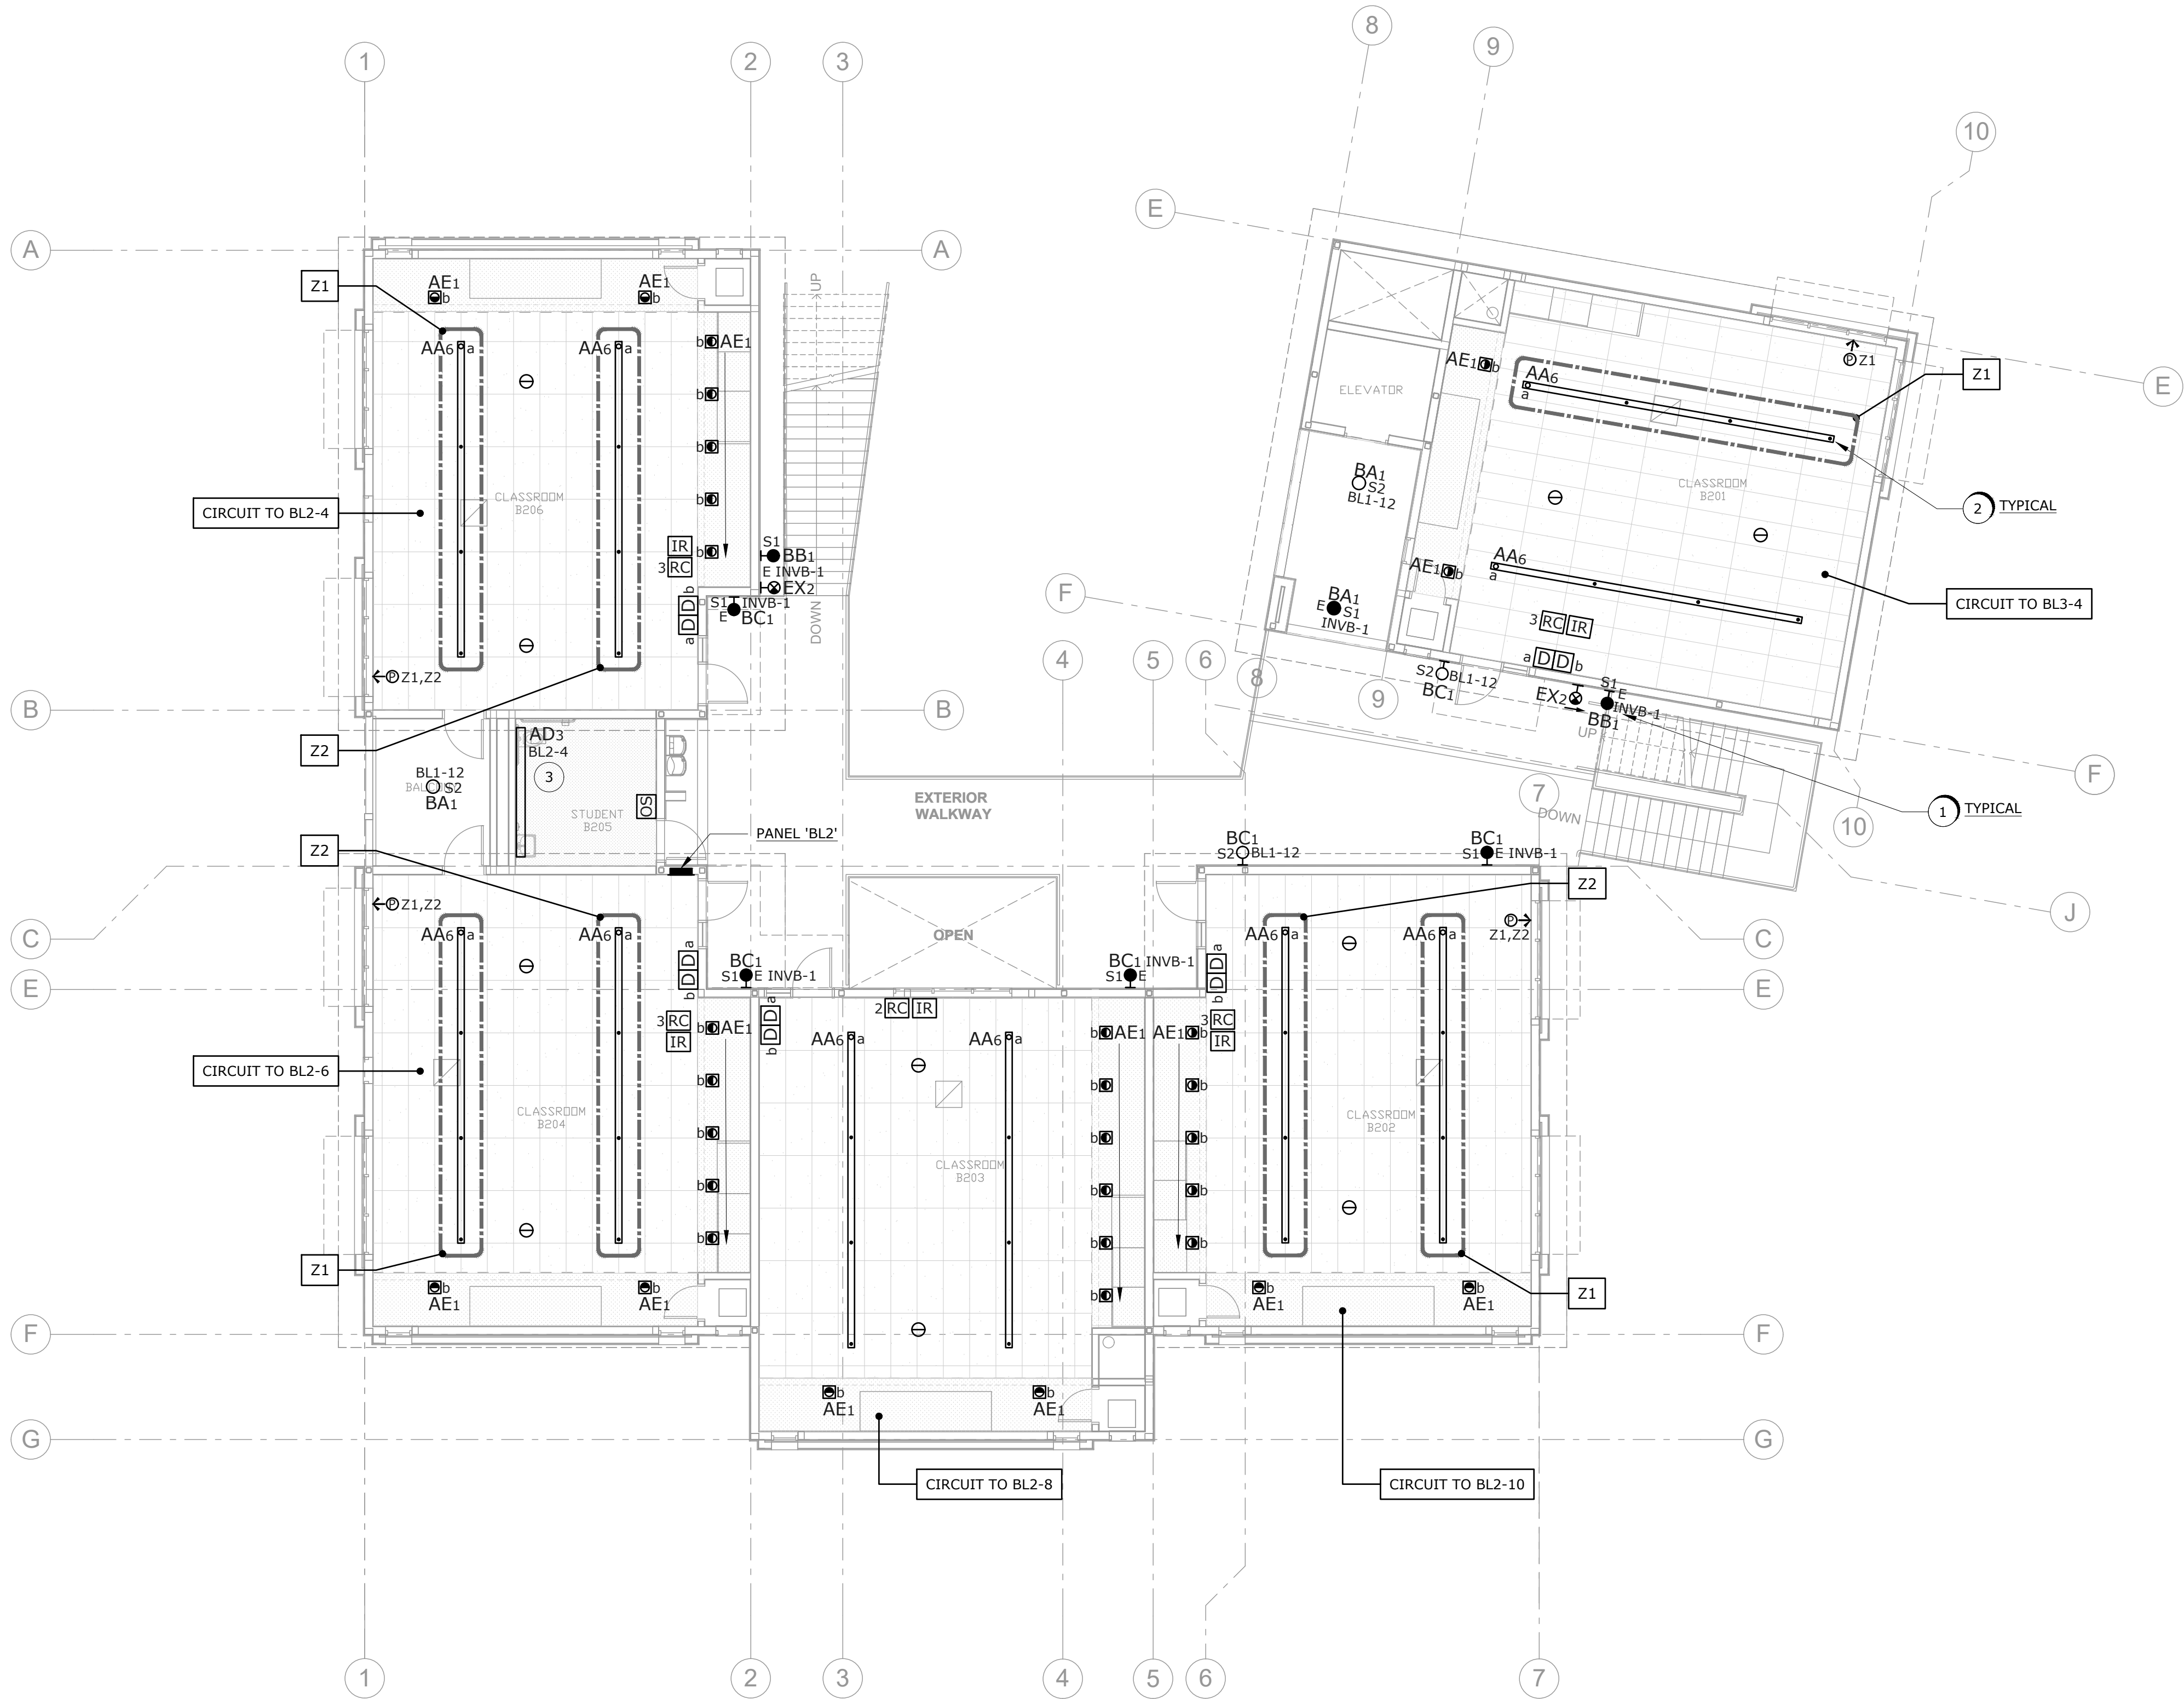 8
9
1
2
3
10
E
A
A
UP
Z1
AE1
b
AE1
b
b
AE1
AA6
a
AA6
a
b
b
b
b
CLASSROOM
B206
CIRCUIT TO BL2-4
IR
3 RC
S1
BB1
E INVB-1
EX2
S1 INVB-1
E BC1
a D D b
DOWN
P Z1,Z2
B
B
Z2
ELEVATOR
AE1
b
AA6
a
P Z1
Z1
E
BA1
S2
BL1-12
CLASSROOM
B201
2 TYPICAL
AE1
b
AA6
a
CIRCUIT TO BL3-4
F
BA1
E S1
INVB-1
3 RC IR
a D D b
4
5
6
8
9
S2 BL1-12
BC1
EX2
S1
E
INVB-1
BB1
UP
F
7
DOWN
10
1 TYPICAL
AD3
BL2-4
3
BL1-12
BALCONY
S2
BA1
STUDENT
B205
OS
EXTERIOR
WALKWAY
PANEL 'BL2'
Z2
BC1
S2 BL1-12
BC1
S1 E INVB-1
Z2
J
C
P Z1,Z2
AA6
a
AA6
a
b D D a
BC1
S1 E INVB-1
OPEN
BC1 INVB-1
S1 E
b D D a
AA6
a
AA6
a
P
Z1,Z2
C
E
E
3 RC
IR
b
AE1
b
b
b
b
b D D a
2 RC IR
AA6
a
AA6
a
b
AE1
b
b
b
b
b
AE1
b
b
b
b
b
3 RC
IR
CIRCUIT TO BL2-6
CLASSROOM
B204
CLASSROOM
B203
CLASSROOM
B202
Z1
b
AE1
b
AE1
b
AE1
b
AE1
Z1
F
F
b
AE1
b
AE1
G
G
CIRCUIT TO BL2-8
CIRCUIT TO BL2-10
1
2
3
4
5
6
7